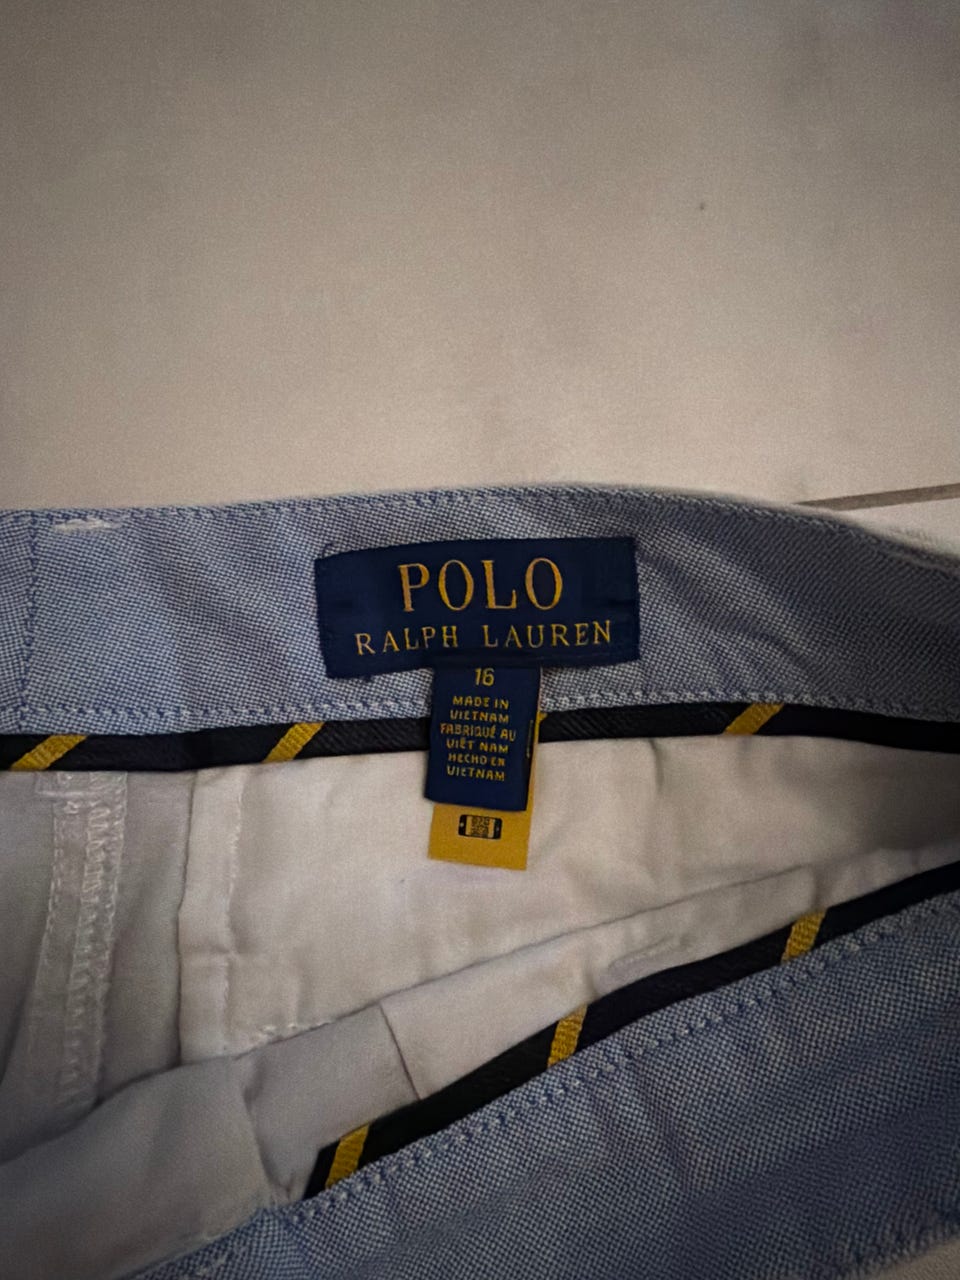 POLO
RALPH LAUREN
16
MADE IN
VIETNAM
FABRIQUÉ AU
VIÊT NAM
HECHO EN
VIETNAM